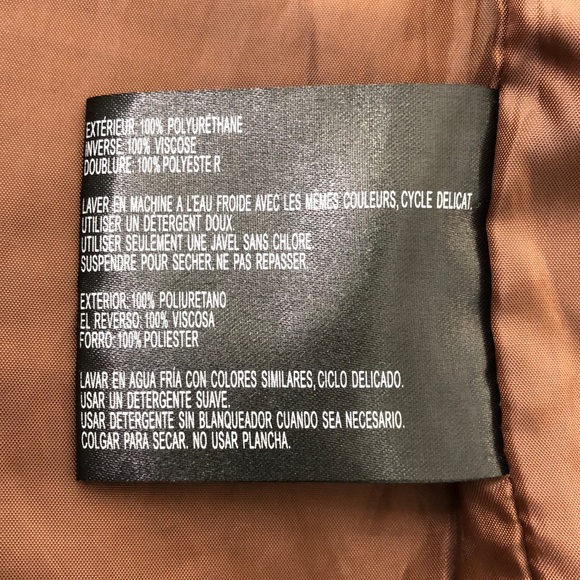 EXTÉRIEUR: 100% POLYURÉTHANE
INVERSE: 100% VISCOSE
DOUBLURE: 100% POLYESTE R
LAVER EN MACHINE A L'EAU FROIDE AVEC LES MÊMES COULEURS, CYCLE DELICAT.
UTILISER UN DÉTERGENT DOUX.
UTILISER SEULEMENT UNE JAVEL SANS CHLORE.
SUSPENDRE POUR SECHER. NE PAS REPASSER.
EXTERIOR: 100% POLIURETANO
EL REVERSO: 100% VISCOSA
FORRO: 100% POLIESTER
LAVAR EN AGUA FRÍA CON COLORES SIMILARES, CICLO DELICADO.
USAR UN DETERGENTE SUAVE.
USAR DETERGENTE SIN BLANQUEADOR CUANDO SEA NECESARIO.
COLGAR PARA SECAR. NO USAR PLANCHA.